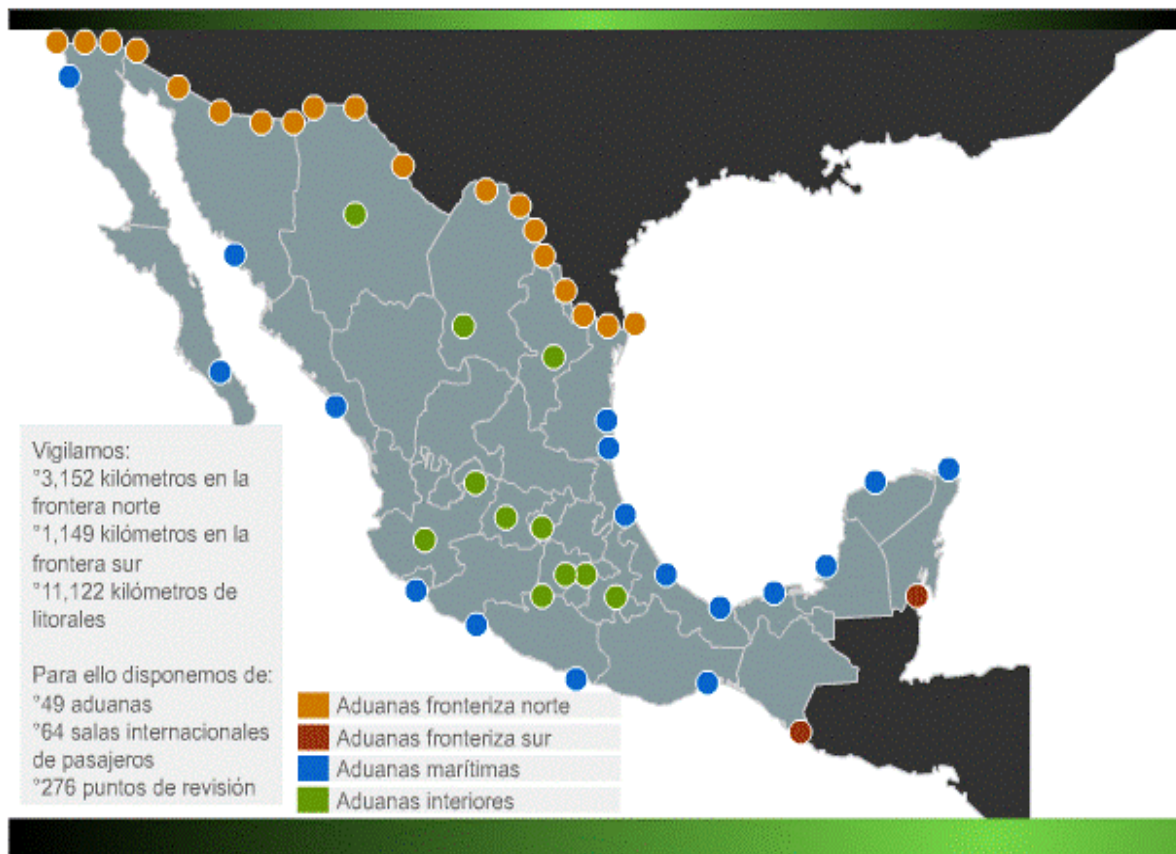 Vigilamos:
°3,152 kilómetros en la
frontera norte
°1,149 kilómetros en la
frontera sur
°11,122 kilómetros de
litorales
Para ello disponemos de:
°49 aduanas
°64 salas internacionales
de pasajeros
°276 puntos de revisión
Aduanas fronteriza norte
Aduanas fronteriza sur
Aduanas marítimas
Aduanas interiores